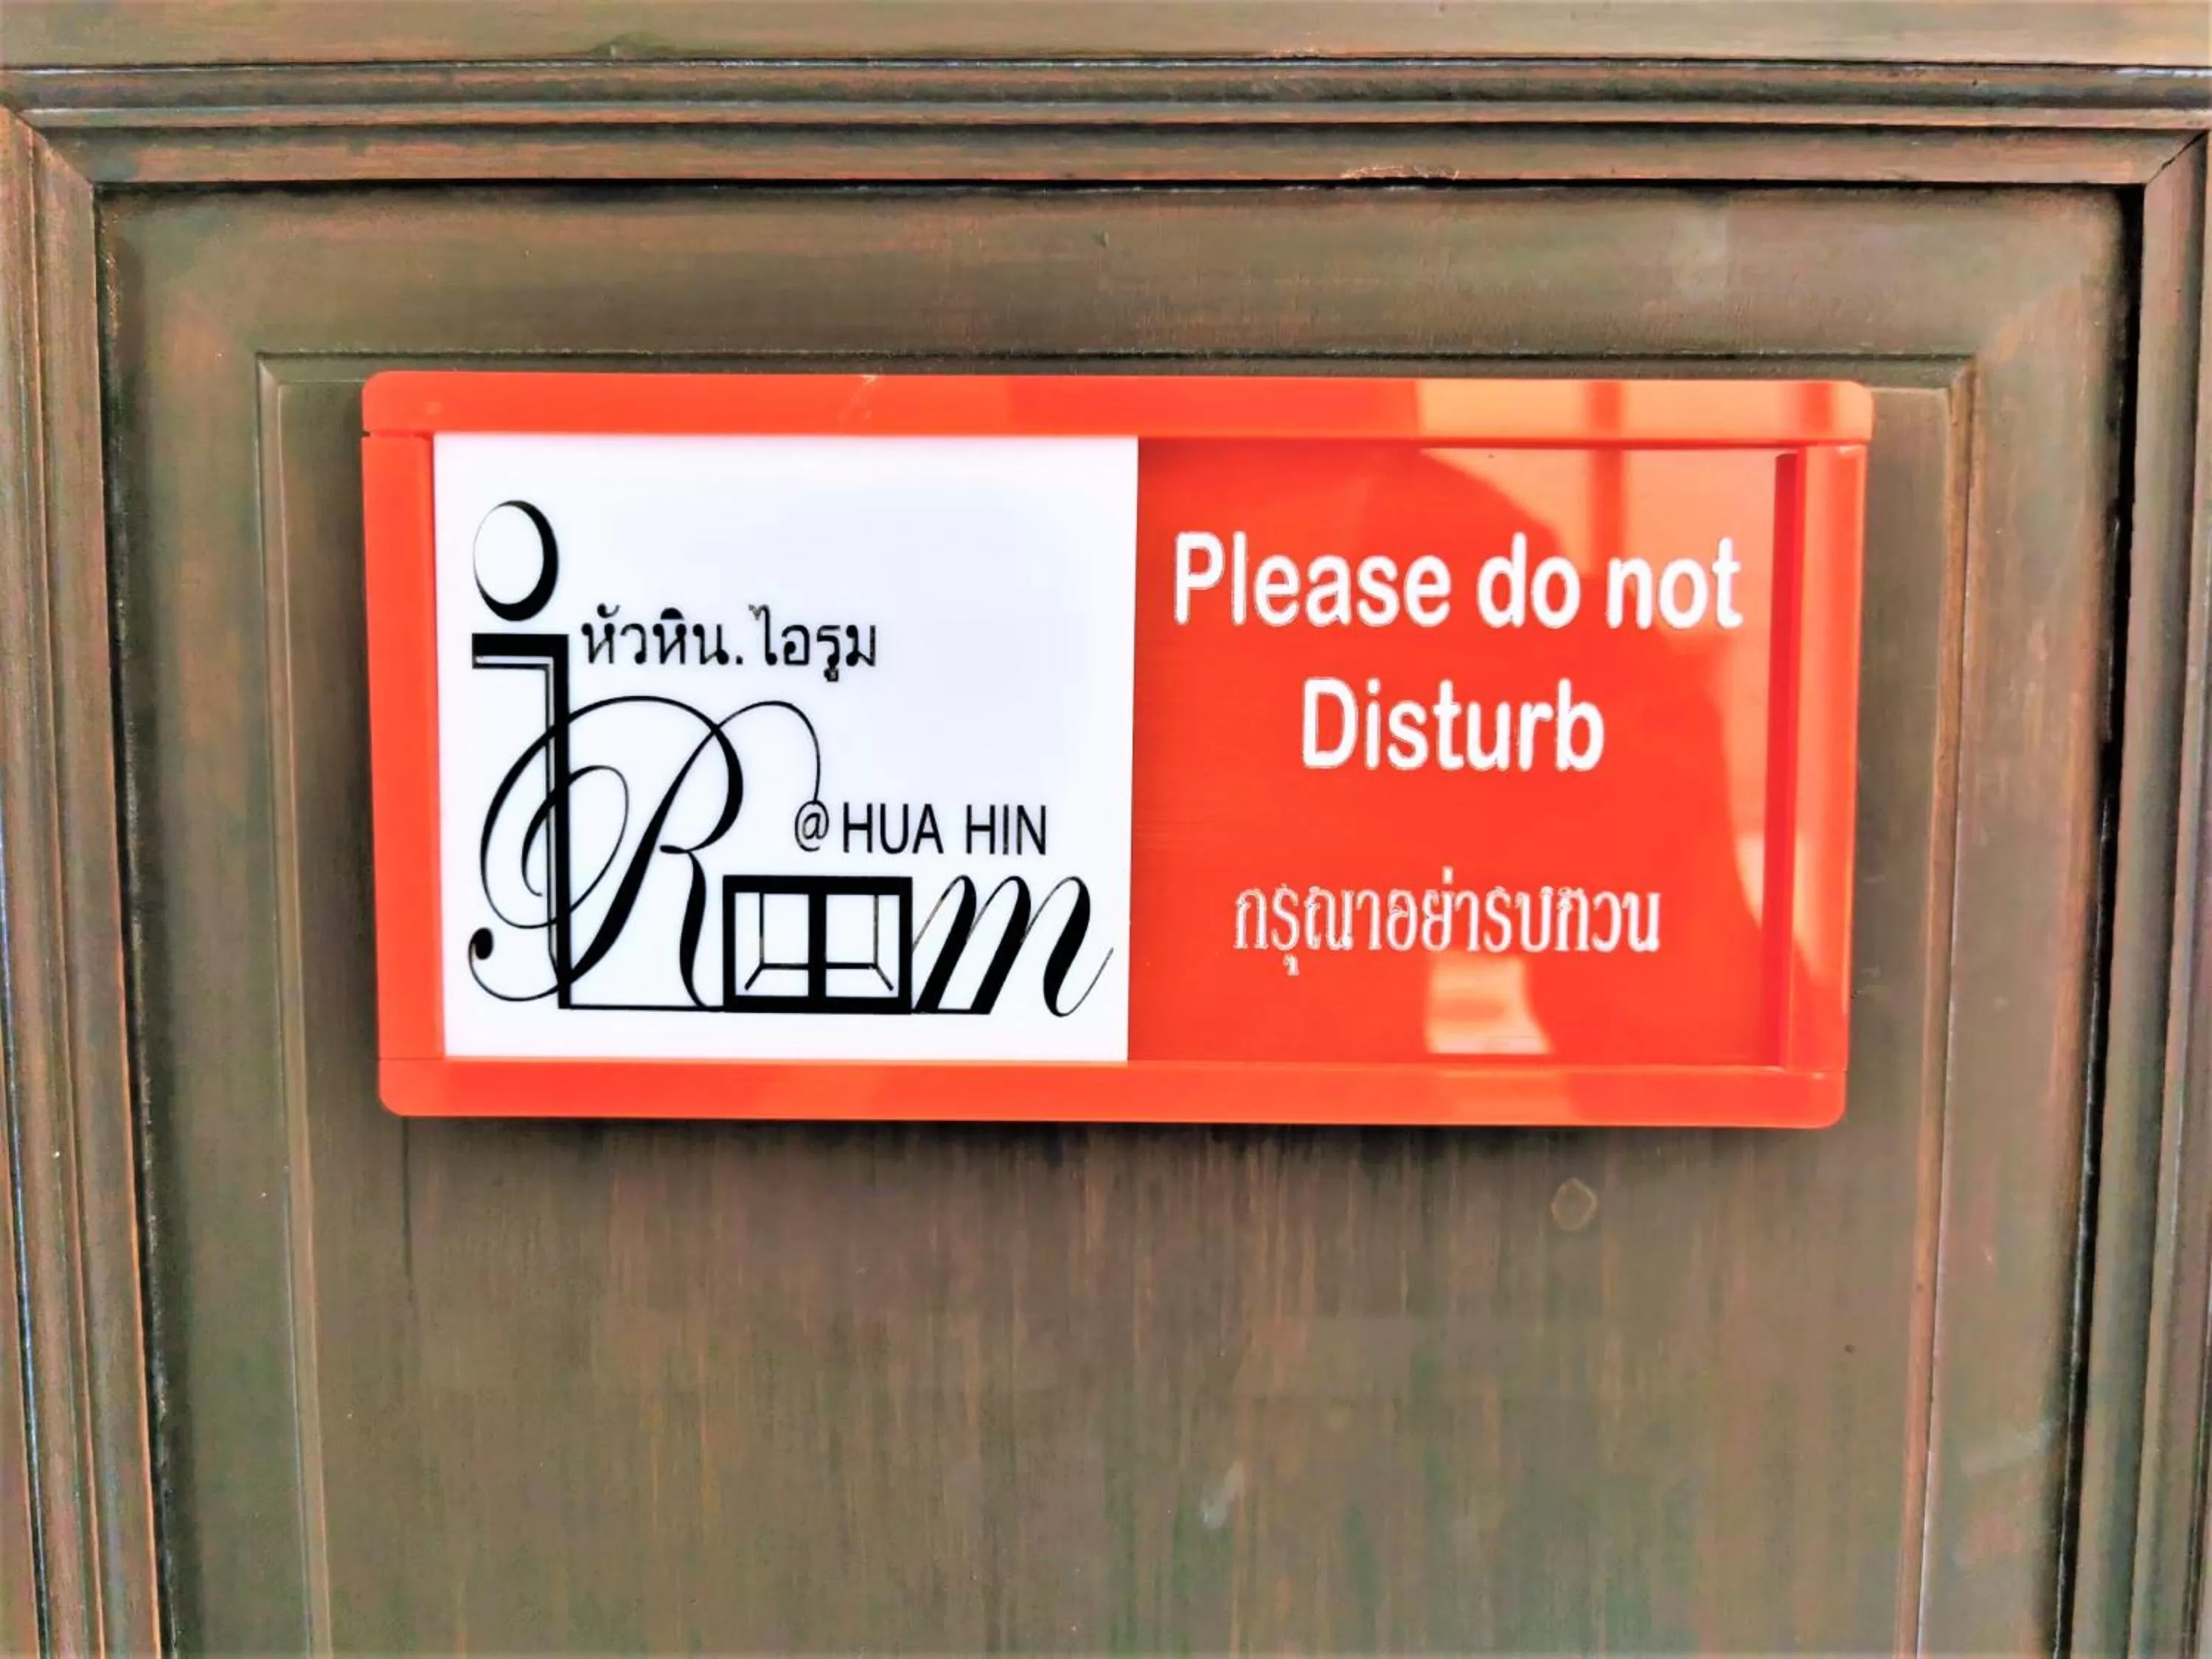 หัวหิน.ไอรูม
iRoom
@HUA HIN
Please do not
Disturb
กรุณาอย่ารบกวน